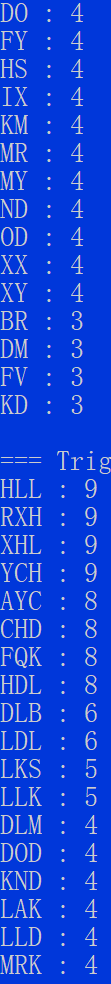 DO : 4
FY : 4
HS : 4
IX : 4
KM : 4
MR : 4
MY : 4
ND : 4
OD : 4
XX : 4
XY : 4
BR : 3
DM : 3
FV : 3
KD : 3

=== Trig
HLL : 9
RXH : 9
XHL : 9
YCH : 9
AYC : 8
CHD : 8
FQK : 8
HDL : 8
DLB : 6
LDL : 6
LKS : 5
LLK : 5
DLM : 4
DOD : 4
KND : 4
LAK : 4
LLD : 4
MRK : 4